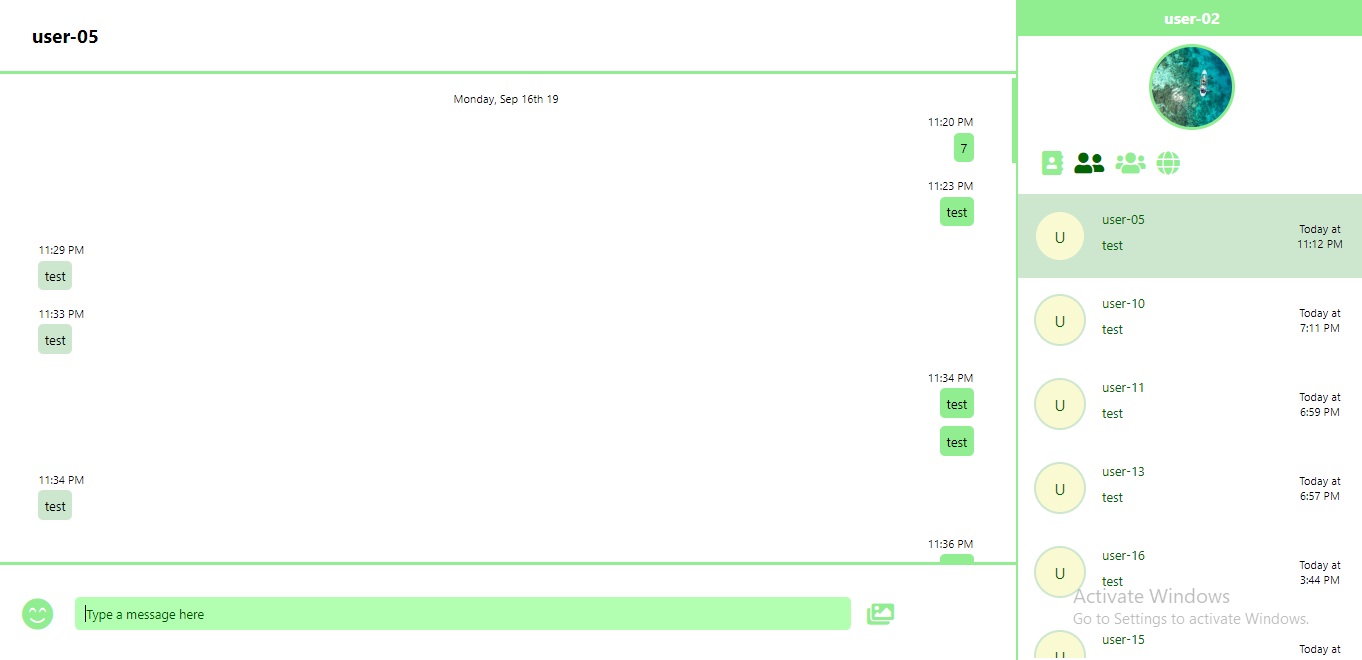 user-05
Monday, Sep 16th 19
11:20 PM
7
11:23 PM
test
11:29 PM
test
11:33 PM
test
11:34 PM
test
test
11:34 PM
test
11:36 PM
Type a message here
user-02
U
user-05
test
Today at
11:12 PM
U
user-10
test
Today at
7:11 PM
U
user-11
test
Today at
6:59 PM
U
user-13
test
Today at
6:57 PM
U
user-16
test
Today at
3:44 PM
Activate Windows
Go to Settings to activate Windows.
U
user-15
Today at